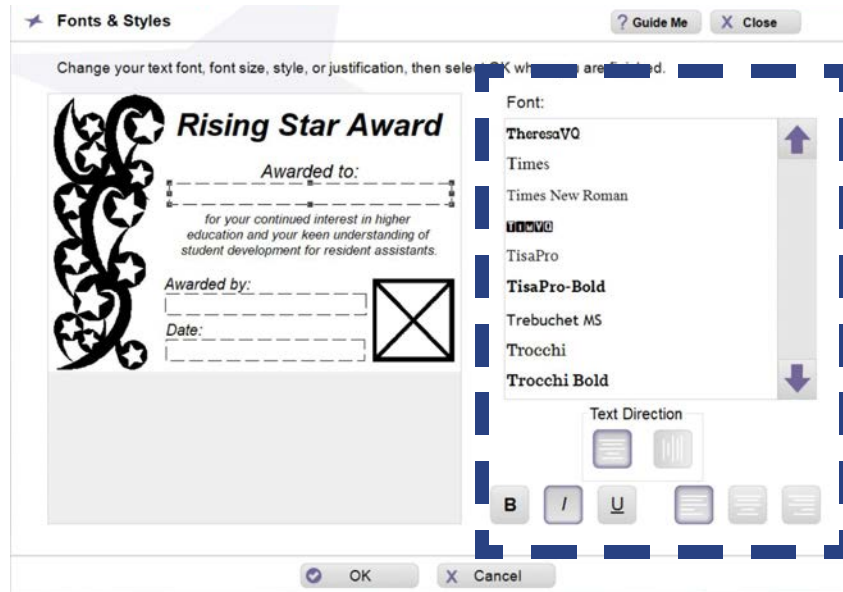 Fonts & Styles
? Guide Me
X Close
Change your text font, font size, style, or justification, then select OK when you are finished.
Rising Star Award
Awarded to:
for your continued interest in higher
education and your keen understanding of
student development for resident assistants.
Awarded by:
Date:
Font:
TheresaVQ
Times
Times New Roman
TimVQ
TisaPro
TisaPro-Bold
Trebuchet MS
Trocchi
Trocchi Bold
Text Direction
B I U
OK
X Cancel